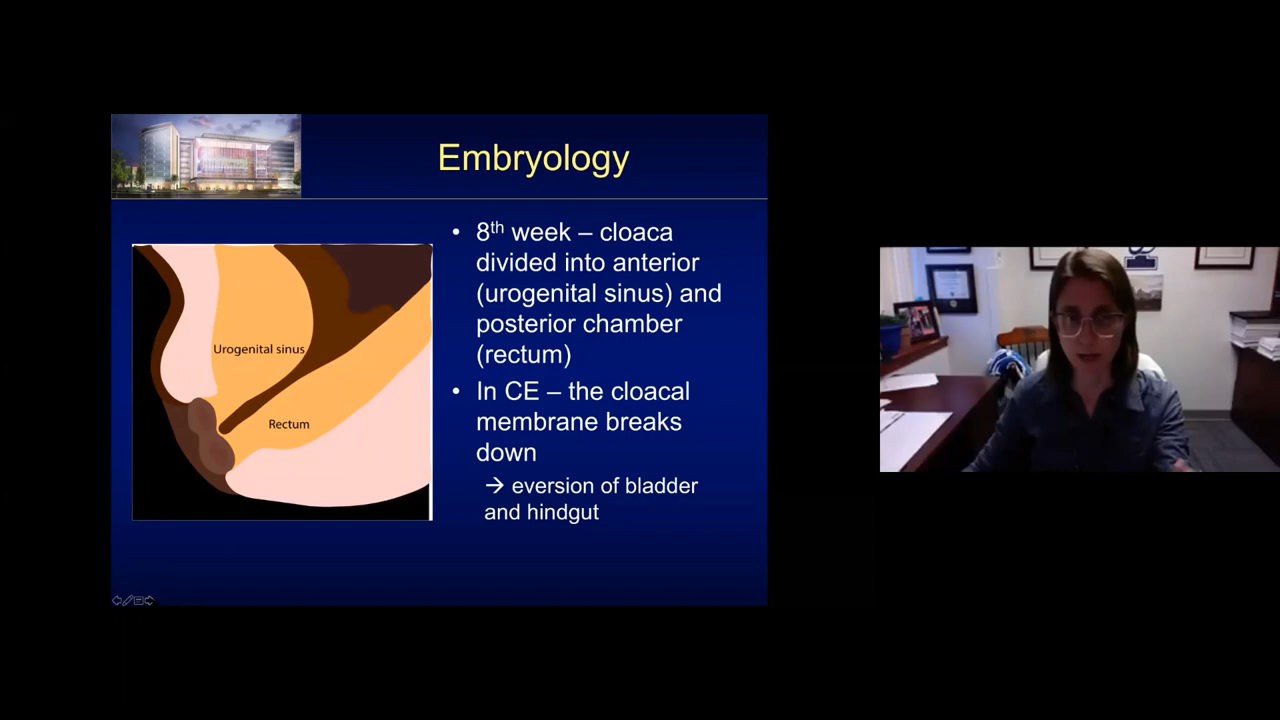 Embryology
• 8th week – cloaca
divided into anterior
(urogenital sinus) and
posterior chamber
(rectum)
• In CE – the cloacal
membrane breaks
down
→ eversion of bladder
and hindgut
Urogenital sinus
Rectum